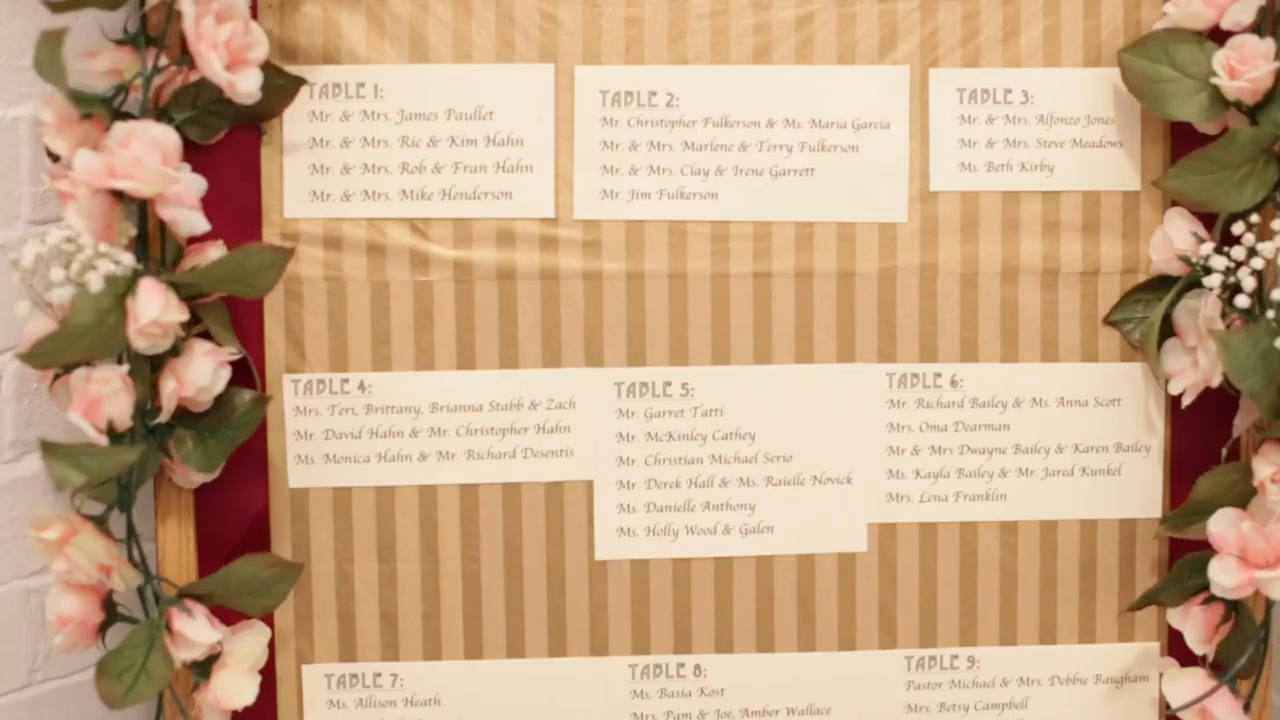 TABLE 1:
Mr. & Mrs. James Paullet
Mr. & Mrs. Ric & Kim Hahn
Mr. & Mrs. Rob & Fran Hahn
Mr. & Mrs. Mike Henderson
TABLE 2:
Mr. Christopher Fulkerson & Ms. Maria Garcia
Mr. & Mrs. Marlene & Terry Fulkerson
Mr. & Mrs. Clay & Irene Garrett
Mr. Jim Fulkerson
TABLE 3:
Mr. & Mrs. Alfonzo Jones
Mr. & Mrs. Steve Meadows
Ms. Beth Kirby
TABLE 4:
Mrs. Teri, Brittany, Brianna Stabb & Zach
Mr. David Hahn & Mr. Christopher Hahn
Ms. Monica Hahn & Mr. Richard Desentis
TABLE 5:
Mr. Garret Tatti
Mr. McKinley Cathey
Mr. Christian Michael Serio
Mr. Derek Hall & Ms. Raielle Novick
Ms. Danielle Anthony
Ms. Holly Wood & Galen
TABLE 6:
Mr. Richard Bailey & Ms. Anna Scott
Mrs. Oma Dearman
Mr & Mrs Dwayne Bailey & Karen Bailey
Ms. Kayla Bailey & Mr. Jared Kunkel
Mrs. Lena Franklin
TABLE 7:
Ms. Allison Heath
TABLE 8:
Ms. Basia Kost
Mrs. Pam & Joe, Amber Wallace
TABLE 9:
Pastor Michael & Mrs. Debbie Baugham
Mrs. Betsy Campbell